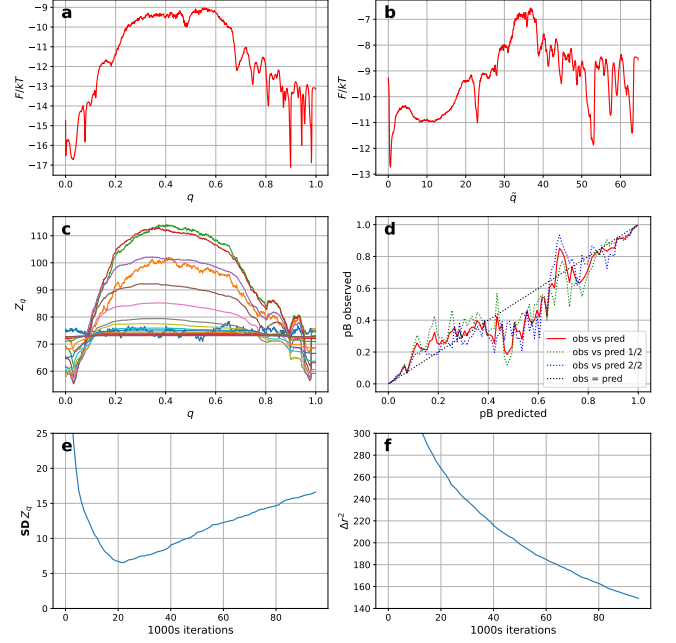 a
F/kT
−9
−10
−11
−12
−13
−14
−15
−16
−17
0.0 0.2 0.4 0.6 0.8 1.0
q
b
F/kT
−7
−8
−9
−10
−11
−12
−13
0 10 20 30 40 50 60
q̃
c
Z_q
110
100
90
80
70
60
0.0 0.2 0.4 0.6 0.8 1.0
q
d
pB observed
1.0
0.8
0.6
0.4
0.2
0.0
obs vs pred
obs vs pred 1/2
obs vs pred 2/2
obs = pred
0.0 0.2 0.4 0.6 0.8 1.0
pB predicted
e
SD Z_q
25
20
15
10
5
0
0 20 40 60 80
1000s iterations
f
Δr²
300
280
260
240
220
200
180
160
140
0 20 40 60 80
1000s iterations